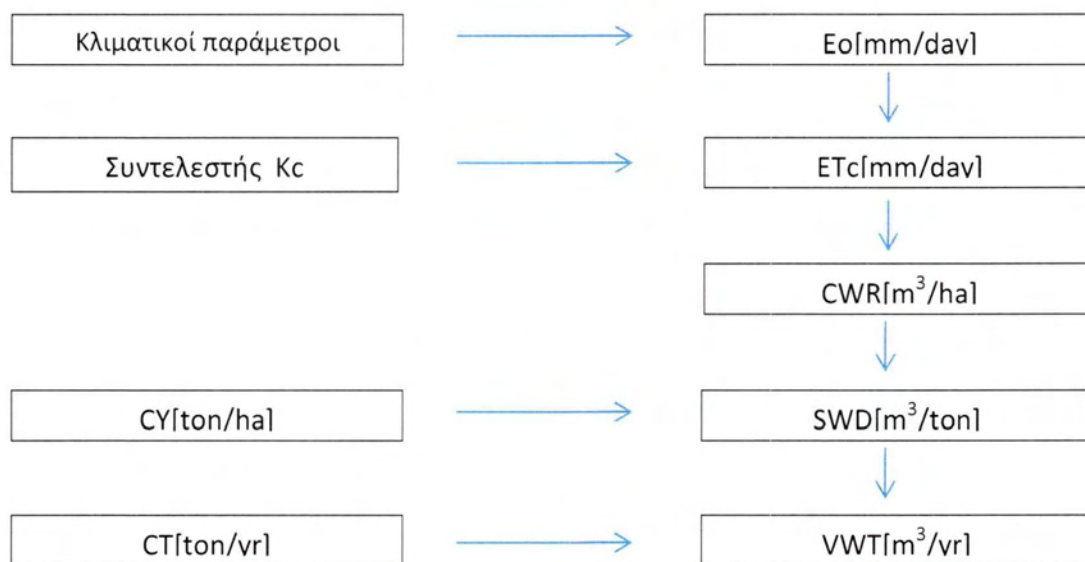 Κλιματικοί παράμετροι
Eo[mm/day]
Συντελεστής Kc
ETc[mm/day]
CWR[m³/ha]
CY[ton/ha]
SWD[m³/ton]
CT[ton/yr]
VWT[m³/yr]